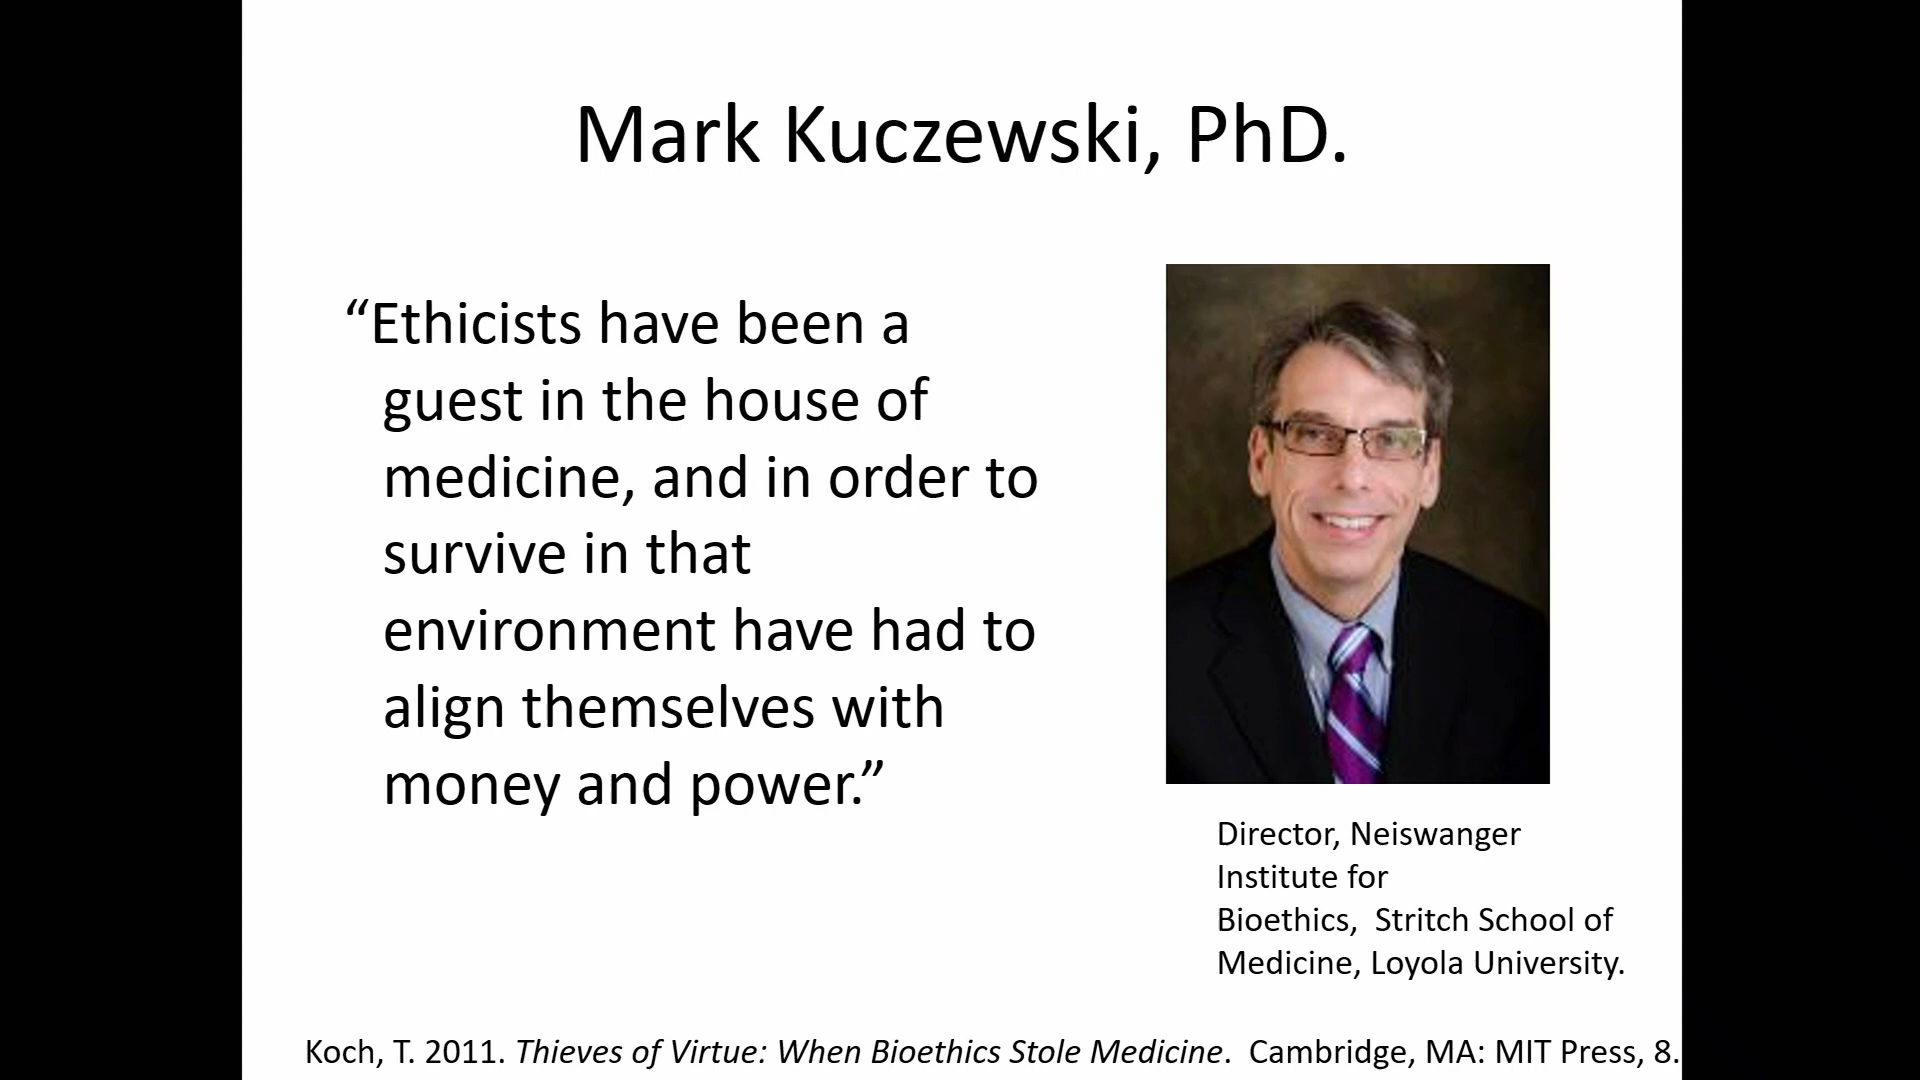 Mark Kuczewski, PhD.
“Ethicists have been a
guest in the house of
medicine, and in order to
survive in that
environment have had to
align themselves with
money and power.”
Director, Neiswanger
Institute for
Bioethics,  Stritch School of
Medicine, Loyola University.
Koch, T. 2011. Thieves of Virtue: When Bioethics Stole Medicine.  Cambridge, MA: MIT Press, 8.